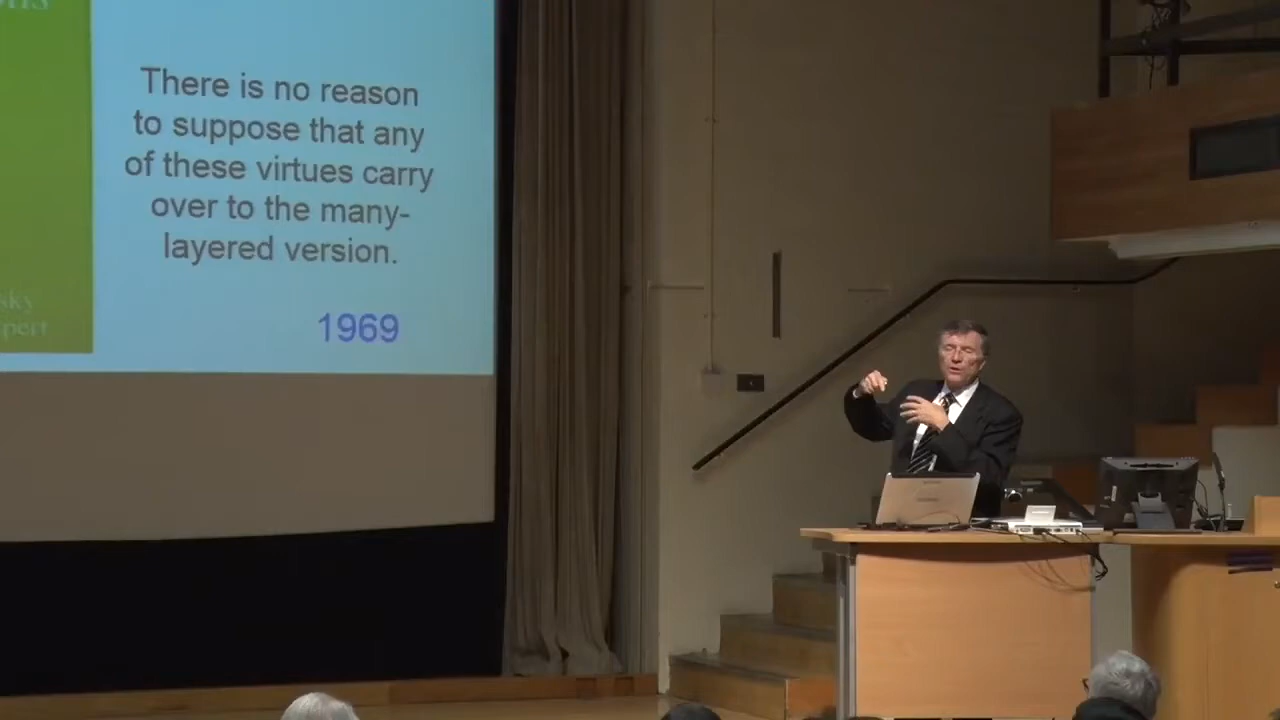 There is no reason
to suppose that any
of these virtues carry
over to the many-
layered version.
1969